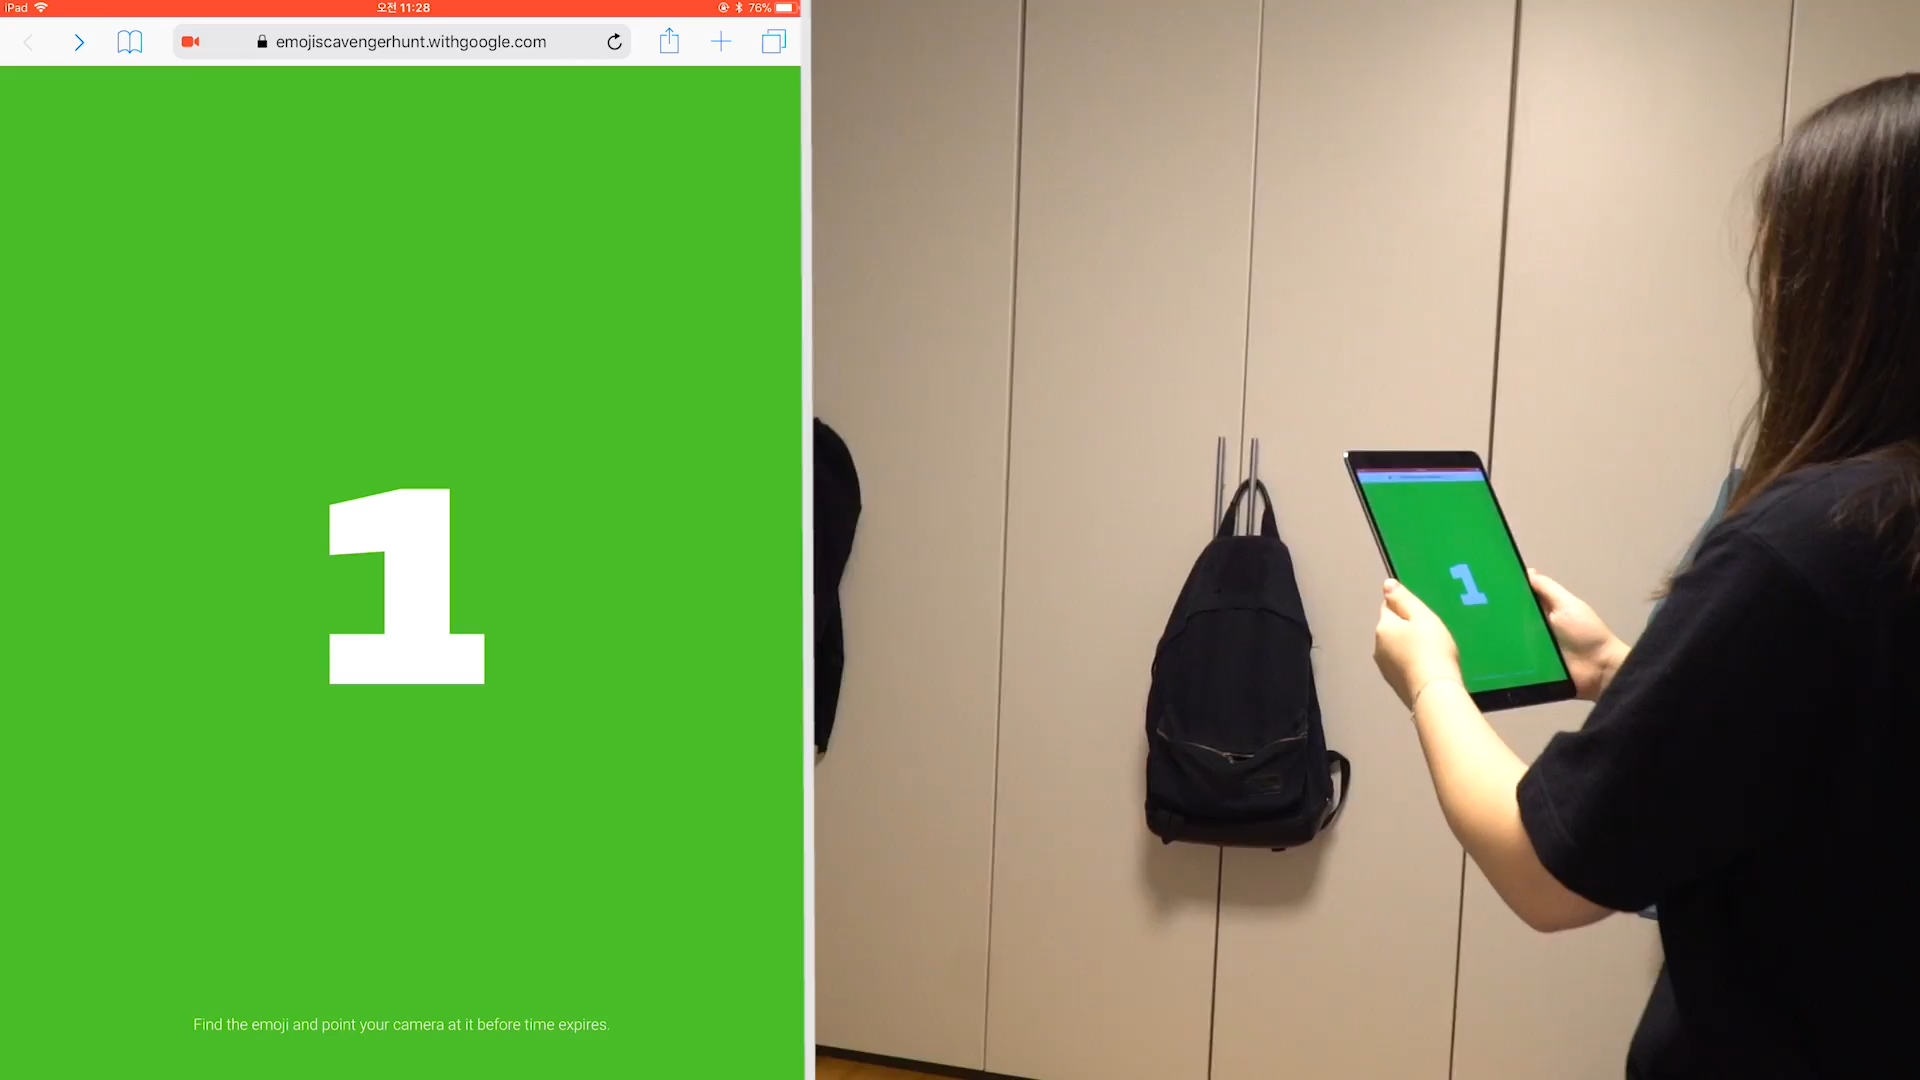 iPad 오전 11:28 76%
emojiscavengerhunt.withgoogle.com
1
Find the emoji and point your camera at it before time expires.
1